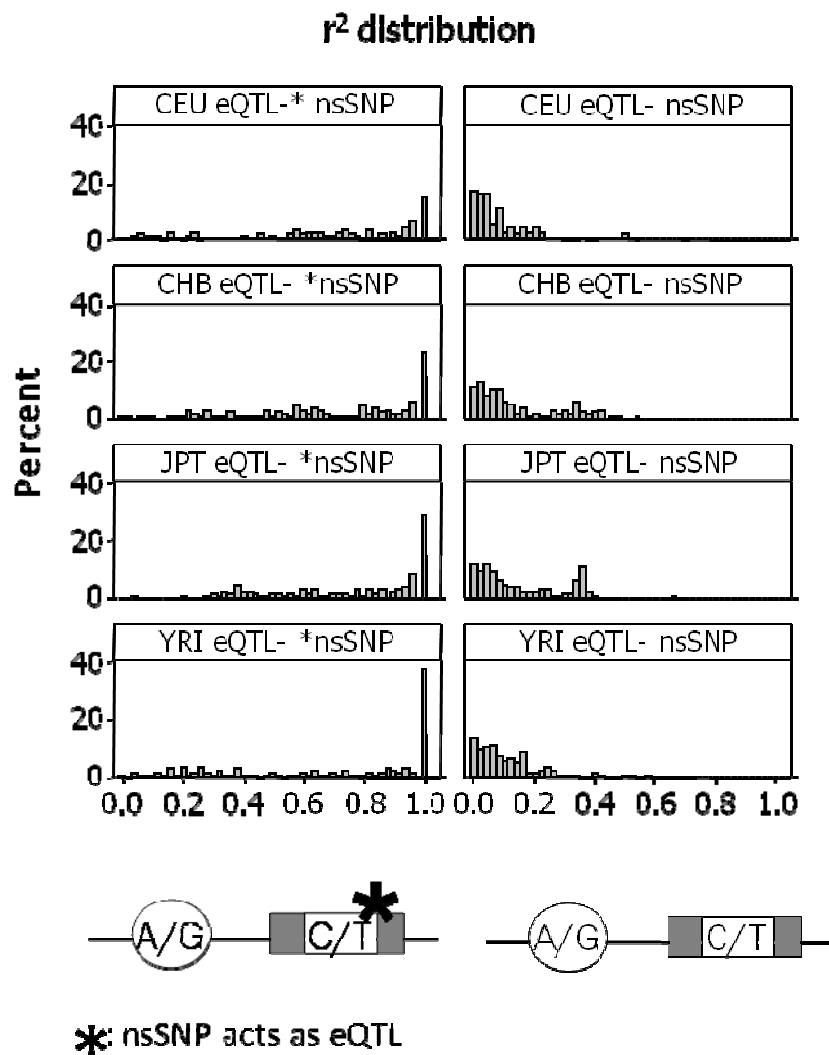 r² distribution
CEU eQTL-* nsSNP
CEU eQTL- nsSNP
40
20
0
CHB eQTL- *nsSNP
CHB eQTL- nsSNP
40
20
0
Percent
JPT eQTL- *nsSNP
JPT eQTL- nsSNP
40
20
0
YRI eQTL- *nsSNP
YRI eQTL- nsSNP
40
20
0
0.0 0.2 0.4 0.6 0.8 1.0 0.0 0.2 0.4 0.6 0.8 1.0
A/G C/T * A/G C/T
*: nsSNP acts as eQTL